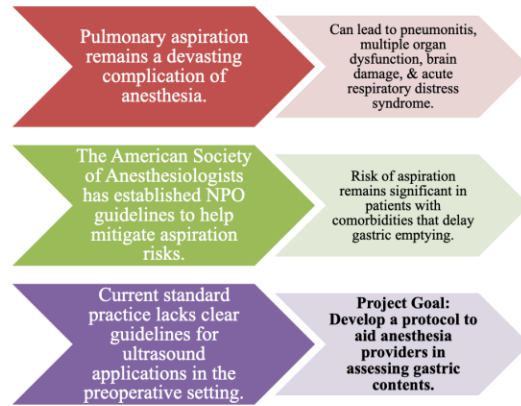 Pulmonary aspiration
remains a devasting
complication of
anesthesia.
Can lead to pneumonitis,
multiple organ
dysfunction, brain
damage, & acute
respiratory distress
syndrome.
The American Society
of Anesthesiologists
has established NPO
guidelines to help
mitigate aspiration
risks.
Risk of aspiration
remains significant in
patients with
comorbidities that delay
gastric emptying.
Current standard
practice lacks clear
guidelines for
ultrasound
applications in the
preoperative setting.
Project Goal:
Develop a protocol to
aid anesthesia
providers in
assessing gastric
contents.